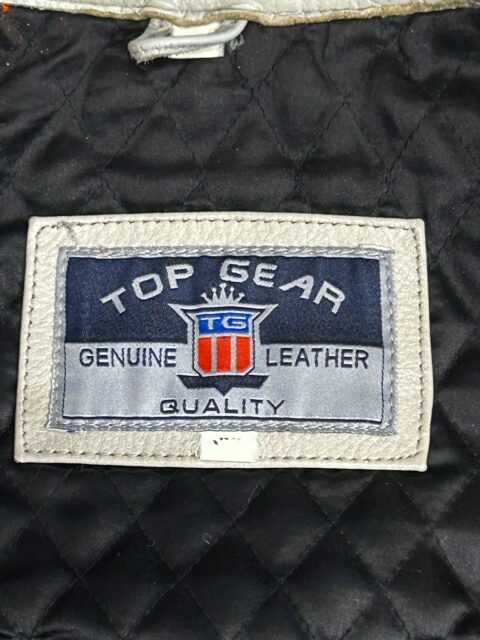 TOP GEAR
TG
GENUINE LEATHER
QUALITY